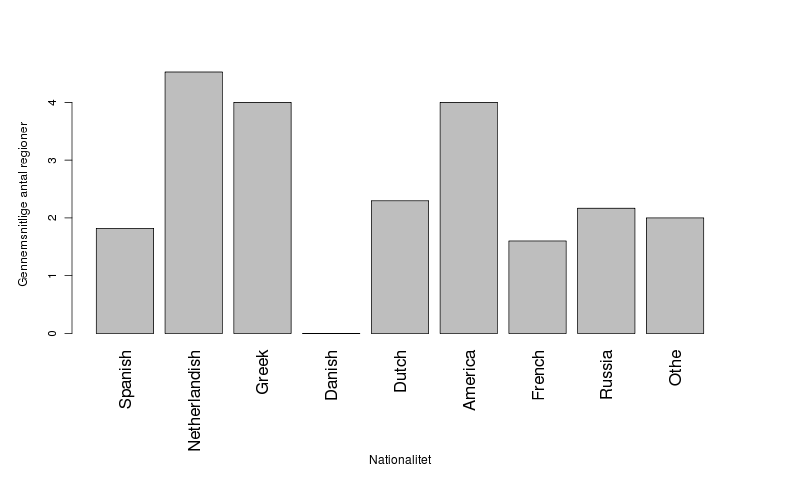 Gennemsnitlige antal regioner
4
3
2
1
0
Spanish
Netherlandish
Greek
Danish
Dutch
America
French
Russia
Othe
Nationalitet